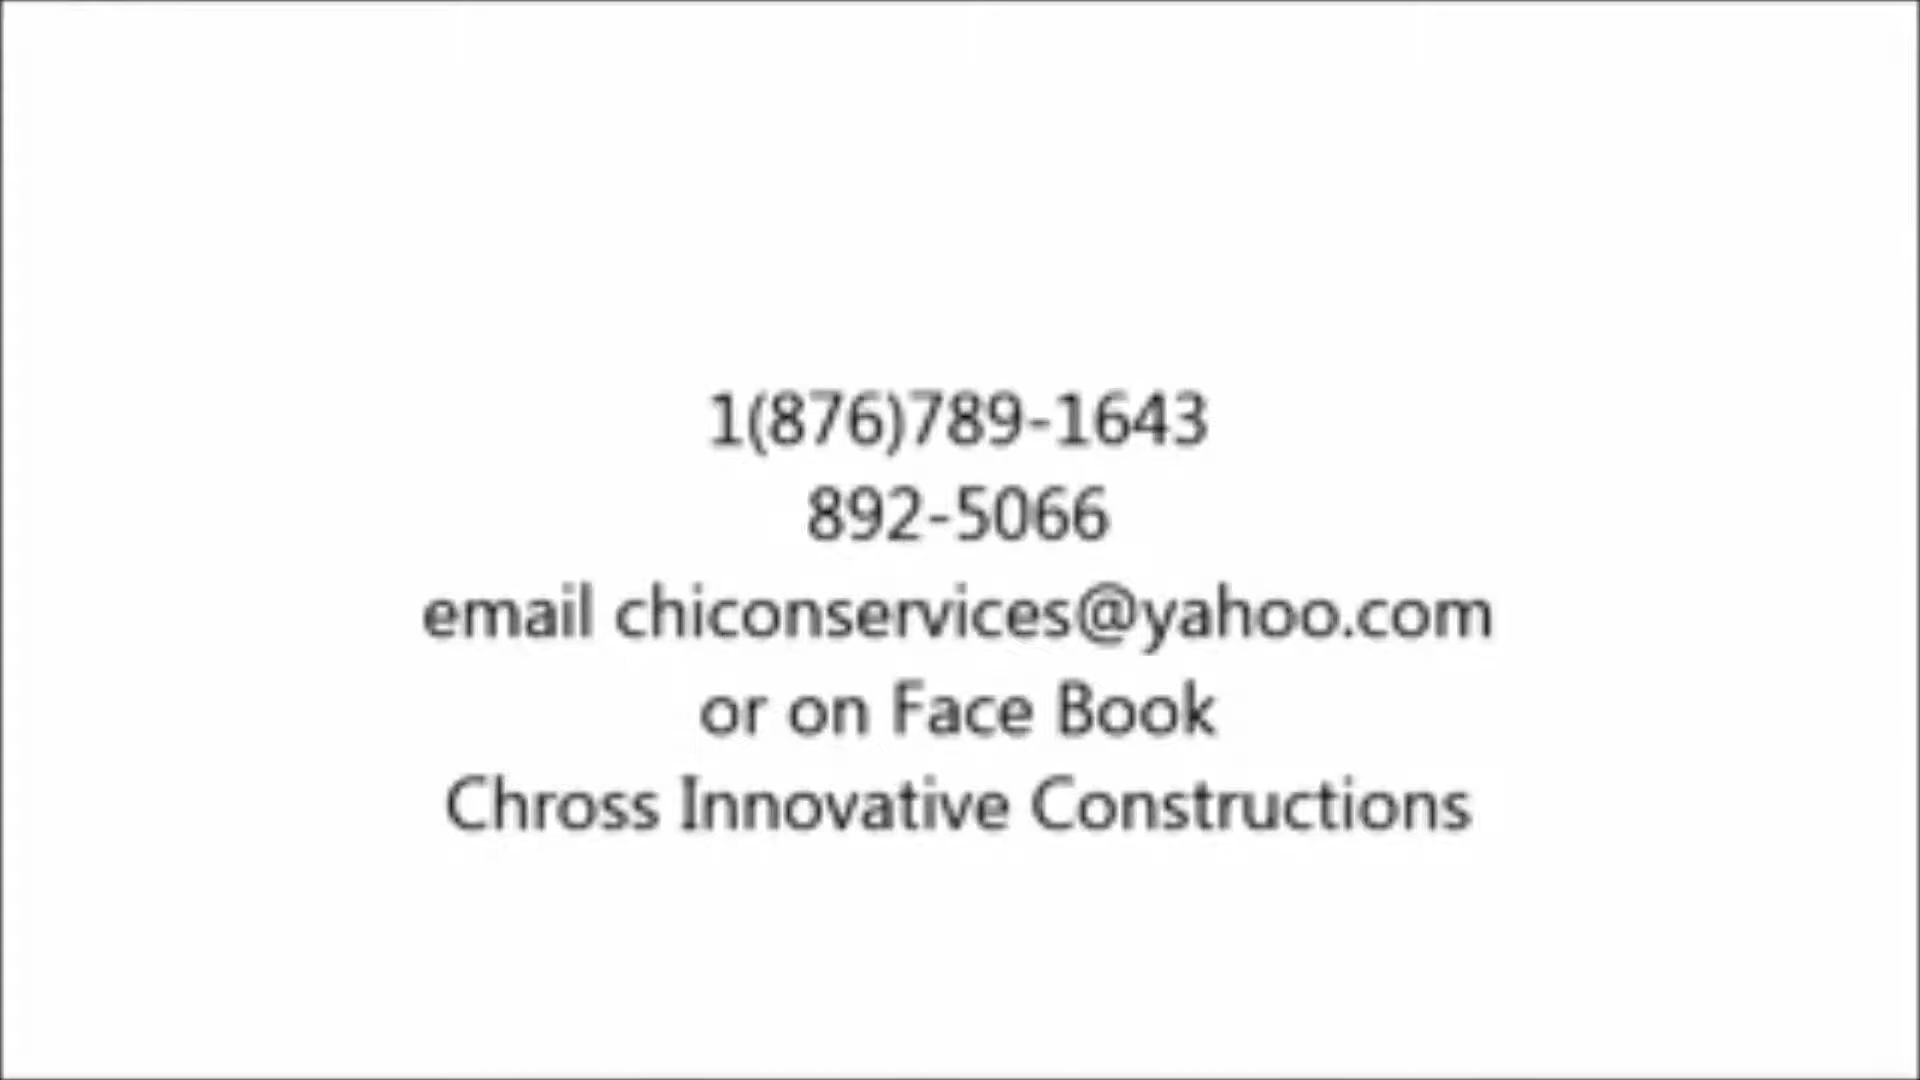 1(876)789-1643
892-5066
email chiconservices@yahoo.com
or on Face Book
Chross Innovative Constructions